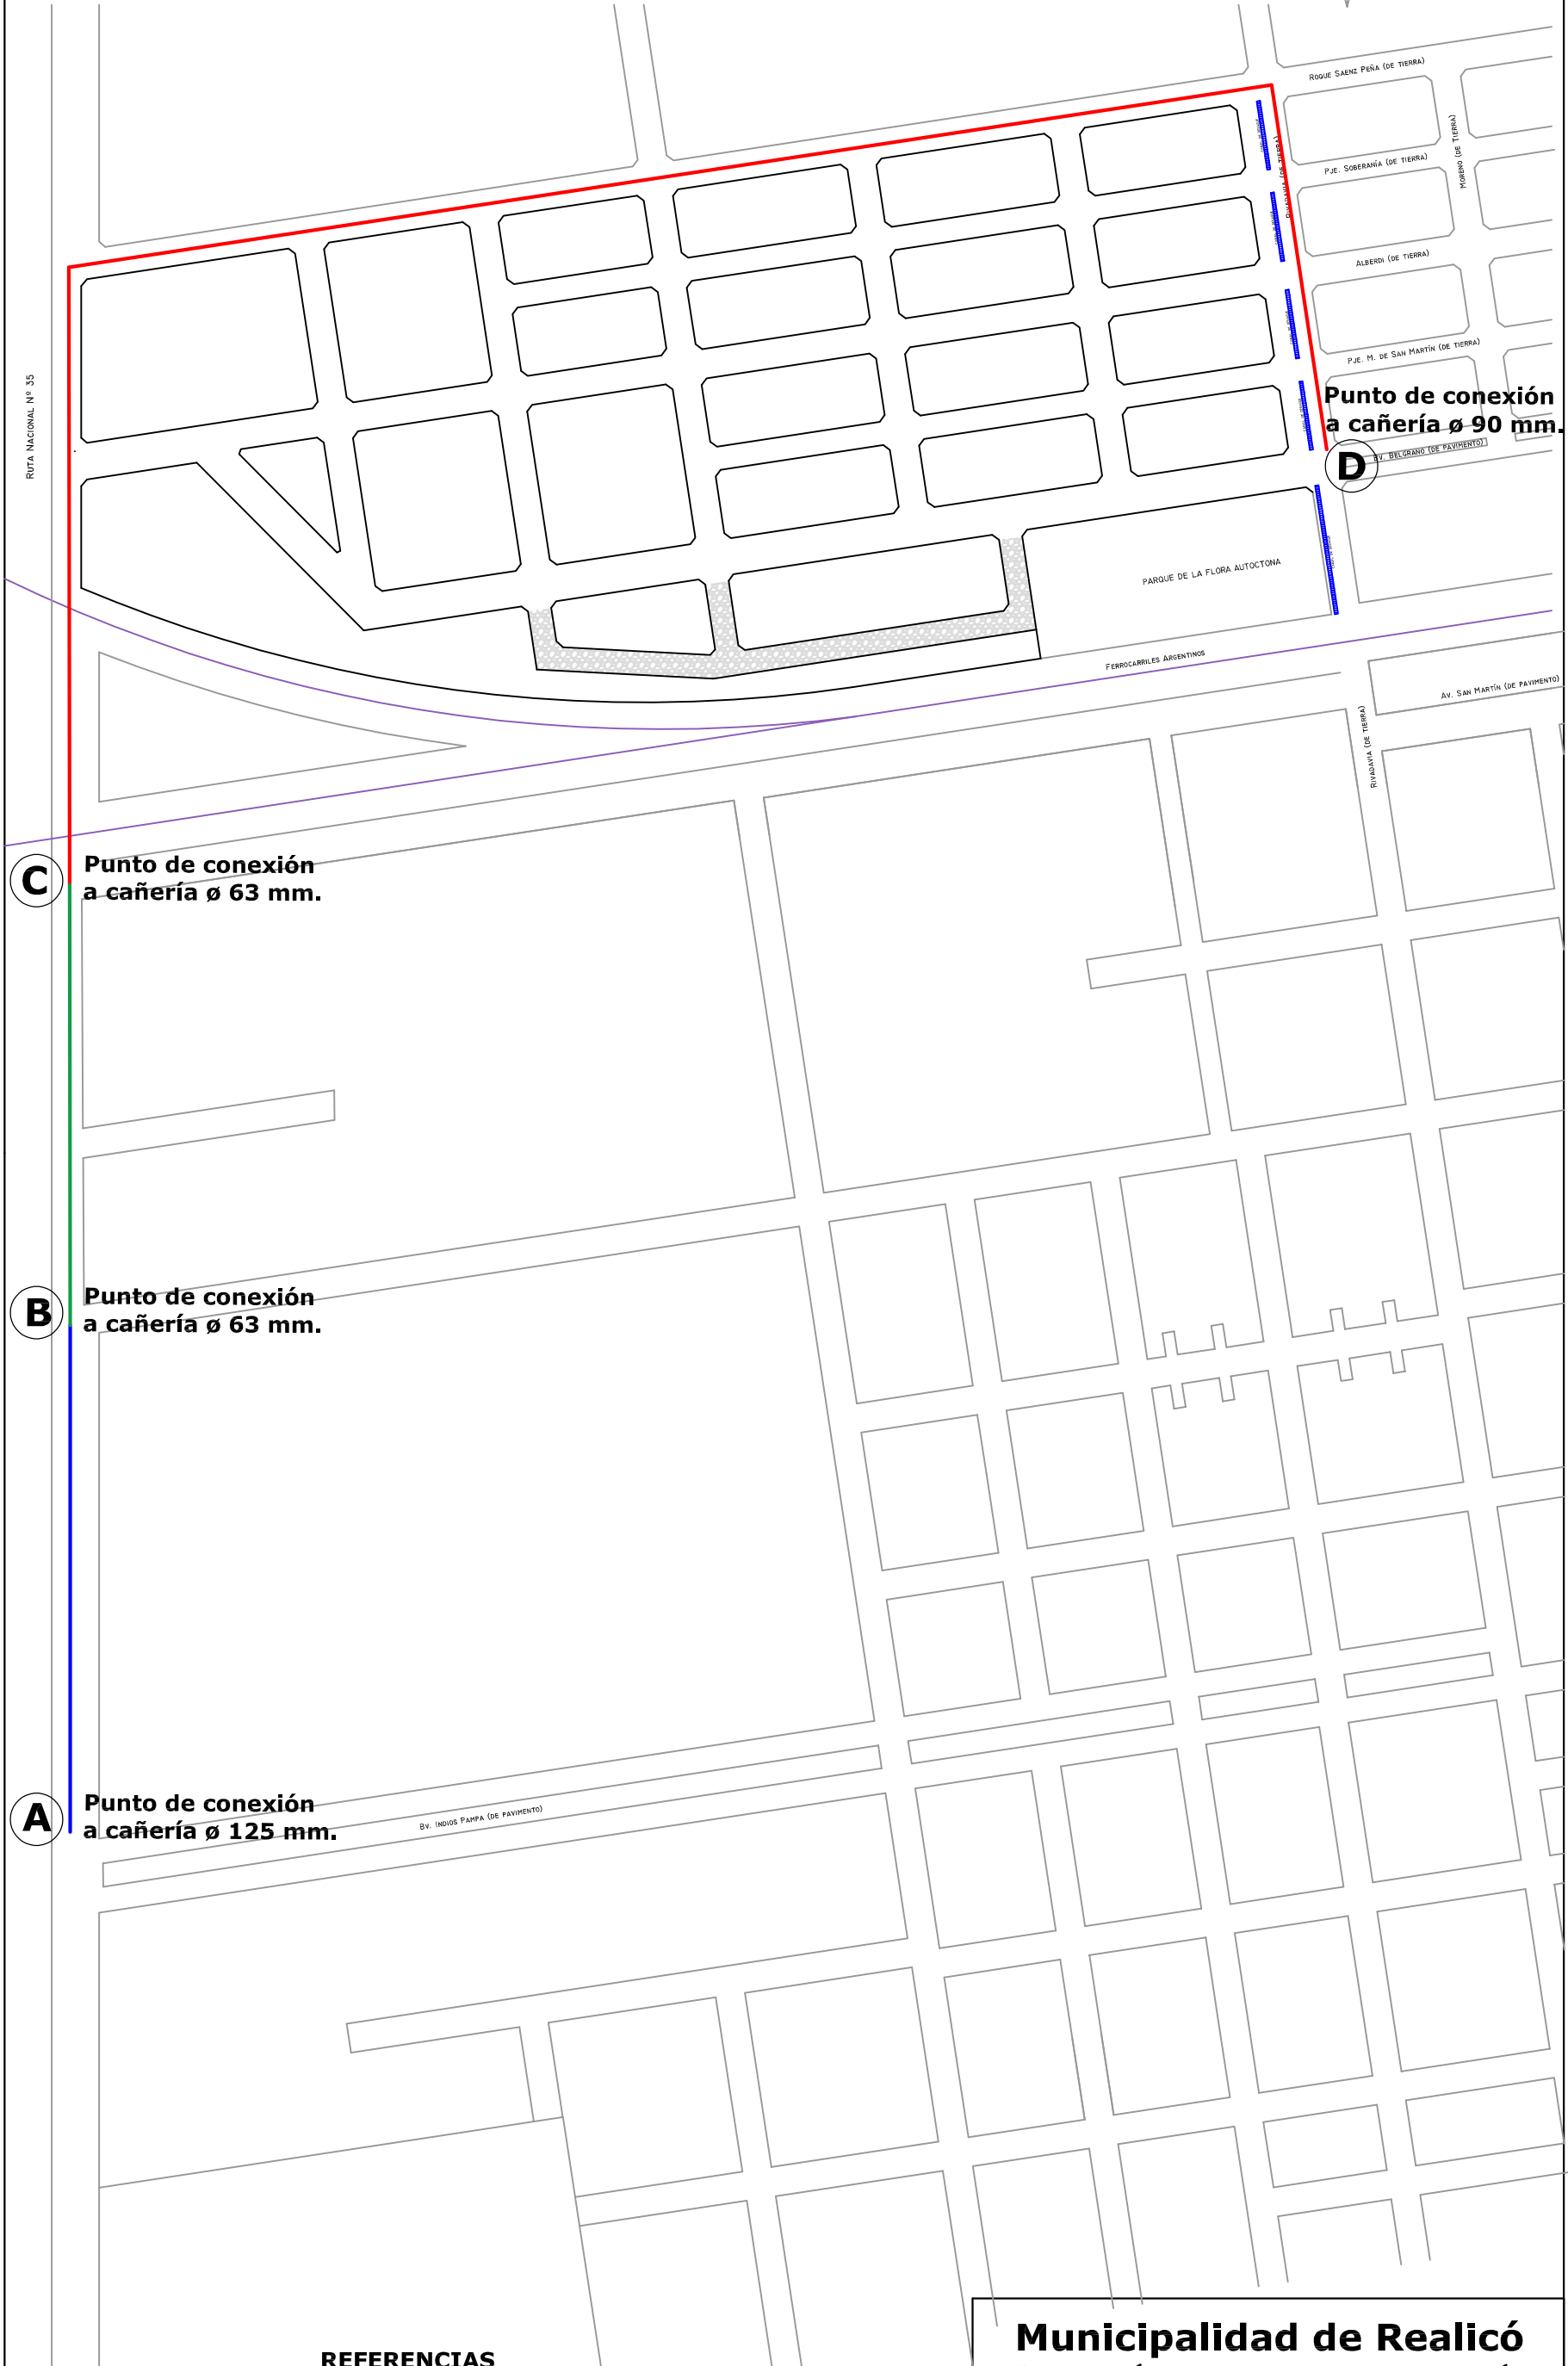 Roque Saenz Peña (de tierra)
Moreno (de Tierra)
Rivadavia (de tierra)
Pje. Soberanía (de tierra)
Alberdi (de tierra)
Pje. M. de San Martín (de tierra)
Ruta Nacional Nº 35
Punto de conexión
a cañería ø 90 mm.
D
Bv. Belgrano (de pavimento)
PARQUE DE LA FLORA AUTOCTONA
Ferrocarriles Argentinos
Av. San Martín (de pavimento)
Rivadavia (de tierra)
C
Punto de conexión
a cañería ø 63 mm.
B
Punto de conexión
a cañería ø 63 mm.
A
Punto de conexión
a cañería ø 125 mm.
Bv. Indios Pampa (de pavimento)
Municipalidad de Realicó
REFERENCIAS